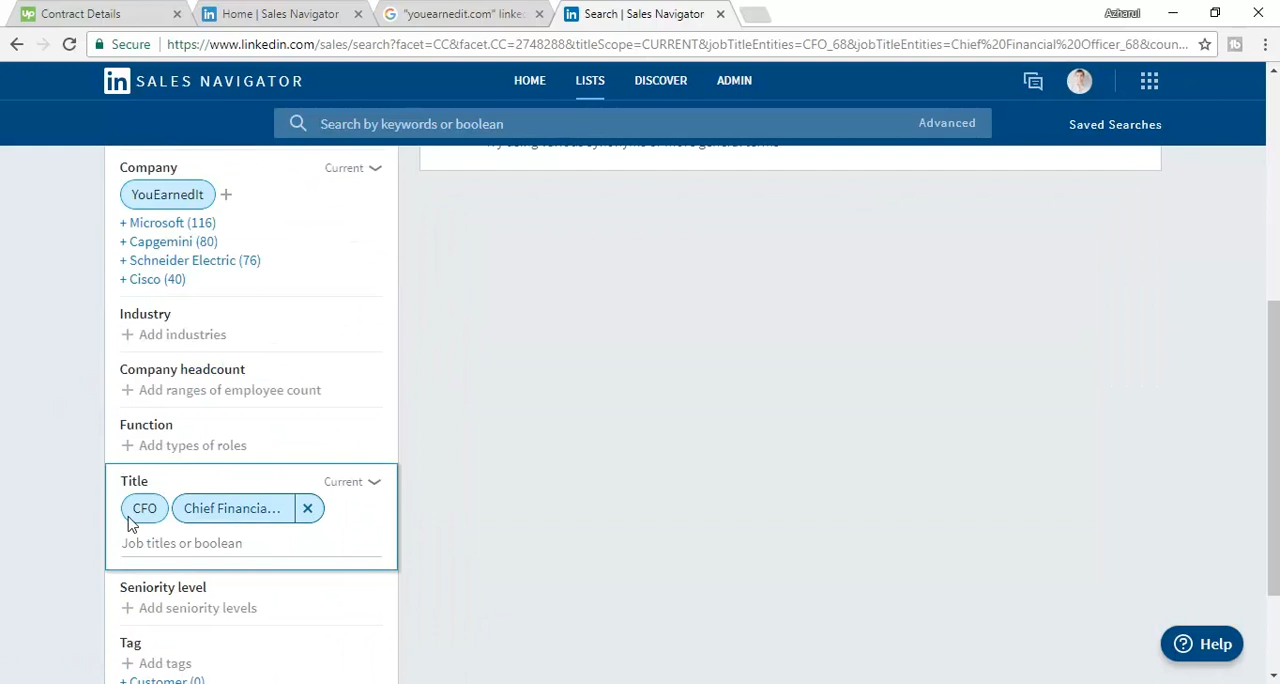 Contract Details
Home | Sales Navigator
"youearnedit.com" linke
Search | Sales Navigator
Azharul
Secure
https://www.linkedin.com/sales/search?facet=CC&facet.CC=2748288&titleScope=CURRENT&jobTitleEntities=CFO_68&jobTitleEntities=Chief%20Financial%20Officer_68&coun...
in SALES NAVIGATOR
HOME
LISTS
DISCOVER
ADMIN
Search by keywords or boolean
Advanced
Saved Searches
Company
Current
YouEarnedIt
+ Microsoft (116)
+ Capgemini (80)
+ Schneider Electric (76)
+ Cisco (40)
Industry
+ Add industries
Company headcount
+ Add ranges of employee count
Function
+ Add types of roles
Title
Current
CFO
Chief Financia...
Job titles or boolean
Seniority level
+ Add seniority levels
Tag
+ Add tags
+ Customer (0)
Help